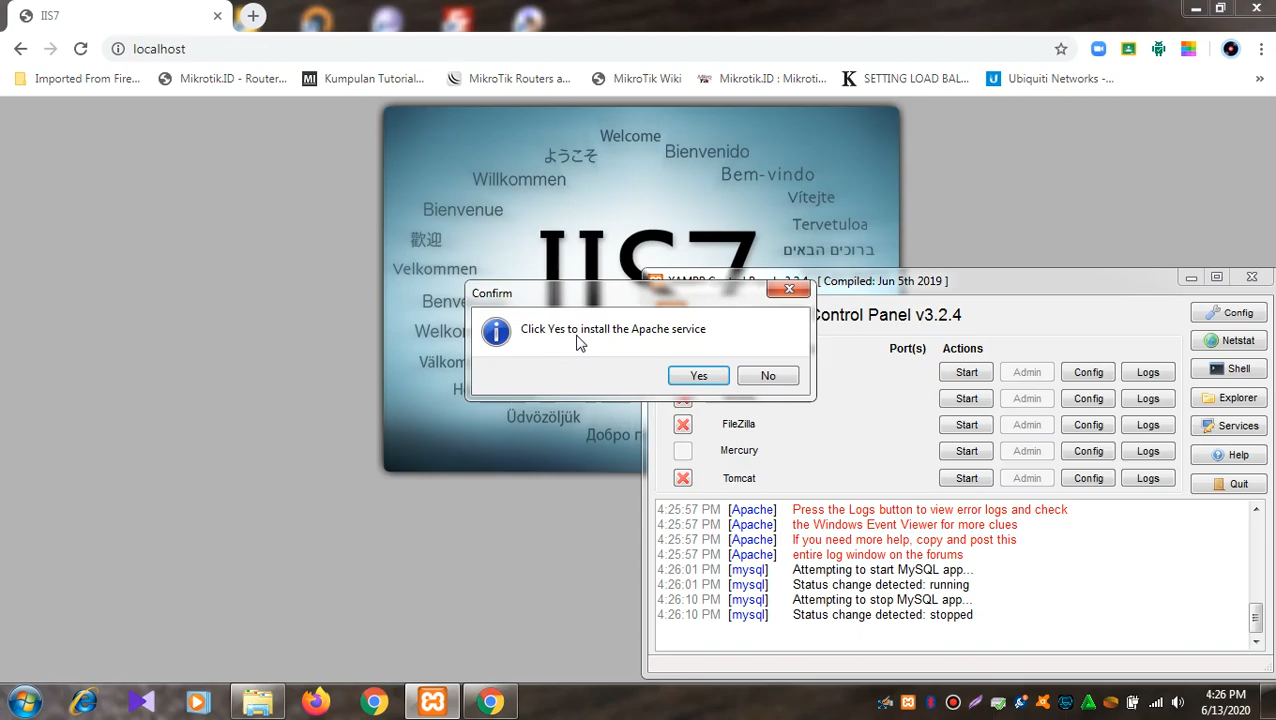 IIS7
localhost
Imported From Fire...
Mikrotik.ID - Router...
Kumpulan Tutorial...
MikroTik Routers a...
MikroTik Wiki
Mikrotik.ID : Mikroti...
SETTING LOAD BAL...
Ubiquiti Networks -...
»
Welcome
ようこそ
Bienvenido
Willkommen
Bem-vindo
Vítejte
Bienvenue
Tervetuloa
歡迎
ברוכים הבאים
Velkommen
IIS7
Benve
Welko
Välkom
He
Üdvözöljük
Добро п
[ Compiled: Jun 5th 2019 ]
Control Panel v3.2.4
Confirm
Click Yes to install the Apache service
Yes
No
Port(s)
Actions
Start Admin Config Logs
Start Admin Config Logs
FileZilla Start Admin Config Logs
Mercury Start Admin Config Logs
Tomcat Start Admin Config Logs
Config
Netstat
Shell
Explorer
Services
Help
Quit
4:25:57 PM [Apache] Press the Logs button to view error logs and check
4:25:57 PM [Apache] the Windows Event Viewer for more clues
4:25:57 PM [Apache] If you need more help, copy and post this
4:25:57 PM [Apache] entire log window on the forums
4:26:01 PM [mysql] Attempting to start MySQL app...
4:26:01 PM [mysql] Status change detected: running
4:26:10 PM [mysql] Attempting to stop MySQL app...
4:26:10 PM [mysql] Status change detected: stopped
4:26 PM
6/13/2020